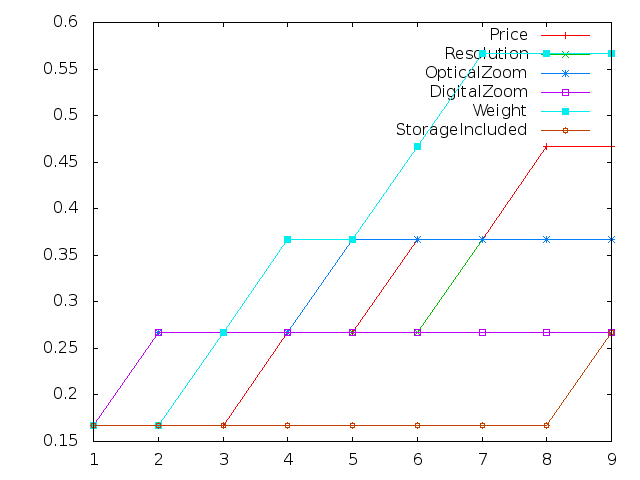 0.6
0.55
0.5
0.45
0.4
0.35
0.3
0.25
0.2
0.15
1 2 3 4 5 6 7 8 9
Price
Resolution
OpticalZoom
DigitalZoom
Weight
StorageIncluded